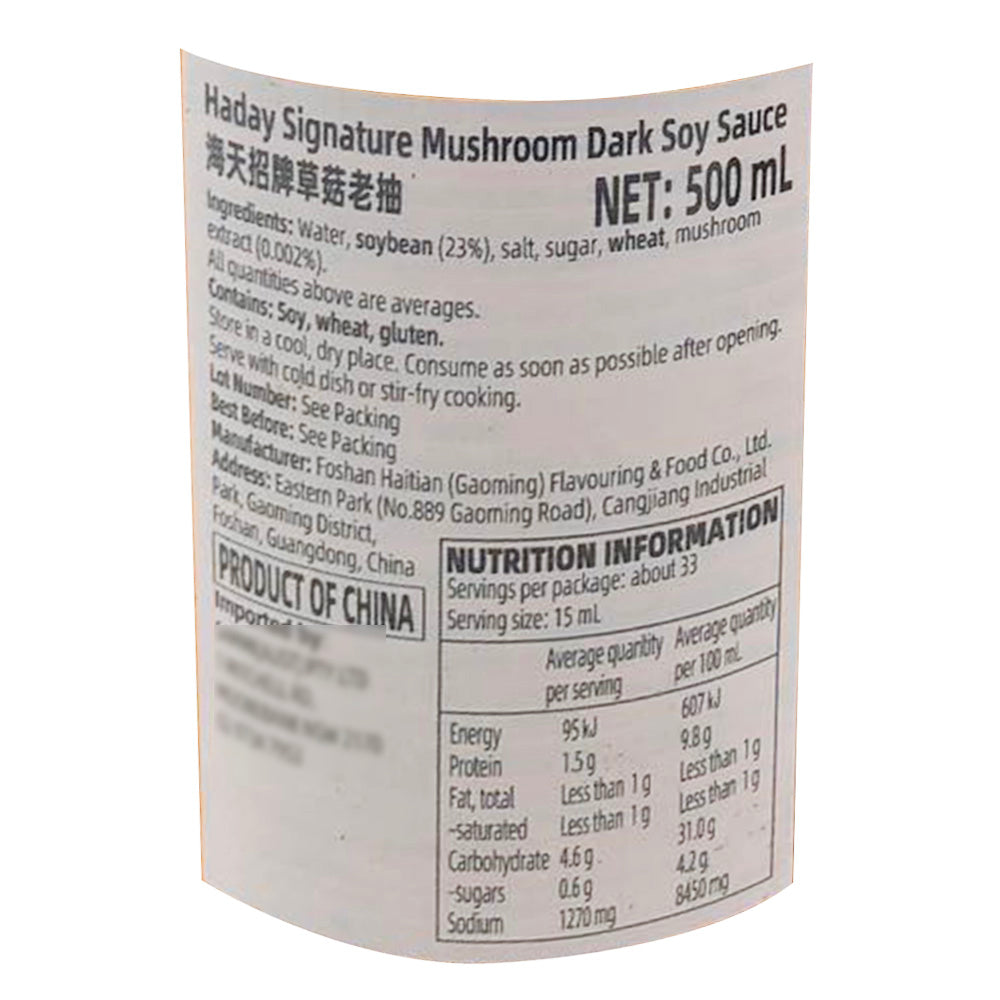 Haday Signature Mushroom Dark Soy Sauce
海天招牌草菇老抽
NET: 500 mL
Ingredients: Water, soybean (23%), salt, sugar, wheat, mushroom
extract (0.002%).
All quantities above are averages.
Contains: Soy, wheat, gluten.
Store in a cool, dry place. Consume as soon as possible after opening.
Serve with cold dish or stir-fry cooking.
Lot Number: See Packing
Best Before: See Packing
Manufacturer: Foshan Haitian (Gaoming) Flavouring & Food Co., Ltd.
Address: Eastern Park (No.889 Gaoming Road), Cangjiang Industrial
Park, Gaoming District,
Foshan, Guangdong, China
PRODUCT OF CHINA
Imported by
NUTRITION INFORMATION
Servings per package: about 33
Serving size: 15 mL
Average quantity per serving Average quantity per 100 mL
Energy 95 kJ 607 kJ
Protein 1.5 g 9.8 g
Fat, total Less than 1 g Less than 1 g
-saturated Less than 1 g Less than 1 g
Carbohydrate 4.6 g 31.0 g
-sugars 0.6 g 4.2 g
Sodium 1270 mg 8450 mg